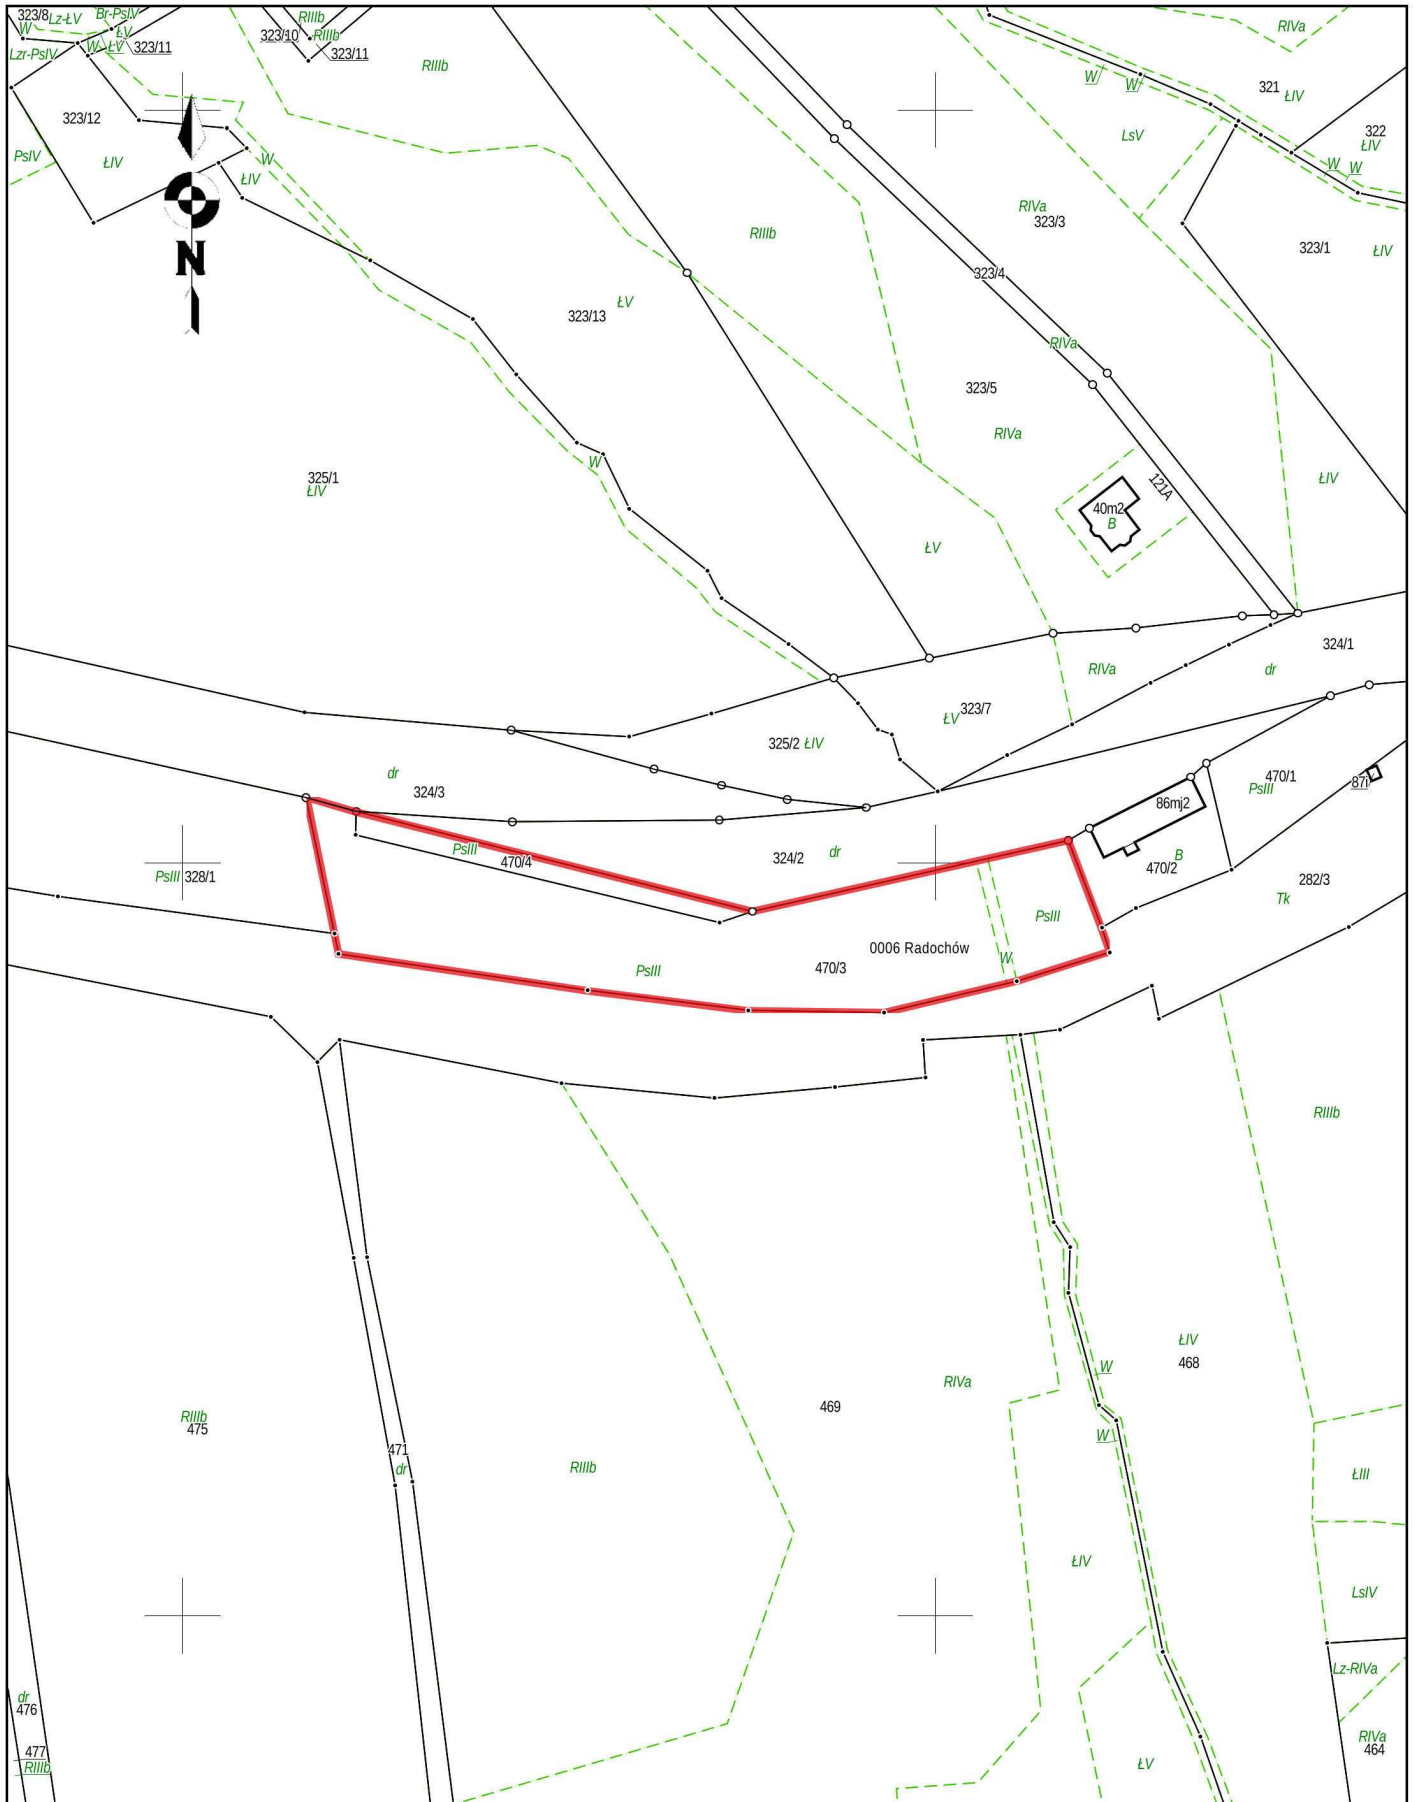 323/8
Lz-ŁV
Br-PsIV
W
ŁV
W
ŁV
323/11
Lzr-PsIV
RIIIb
323/10
RIIIb
323/11
RIIIb
RIVa
W
W
321
ŁIV
323/12
PsIV
ŁIV
W
ŁIV
LsV
322
ŁIV
W
W
N
RIVa
323/3
RIIIb
323/1
ŁIV
323/4
ŁV
323/13
RIVa
323/5
RIVa
W
325/1
ŁIV
ŁIV
121A
40m2
B
ŁV
324/1
RIVa
dr
323/7
ŁV
325/2
ŁIV
dr
324/3
470/1
PsIII
87i
86mj2
PsIII
470/4
324/2
dr
B
470/2
PsIII
328/1
282/3
Tk
PsIII
0006 Radochów
W
PsIII
470/3
RIIIb
ŁIV
468
W
RIVa
469
RIIIb
475
W
471
dr
RIIIb
ŁIII
ŁIV
LsIV
Lz-RIVa
dr
476
RIVa
464
477
RIIIb
ŁV